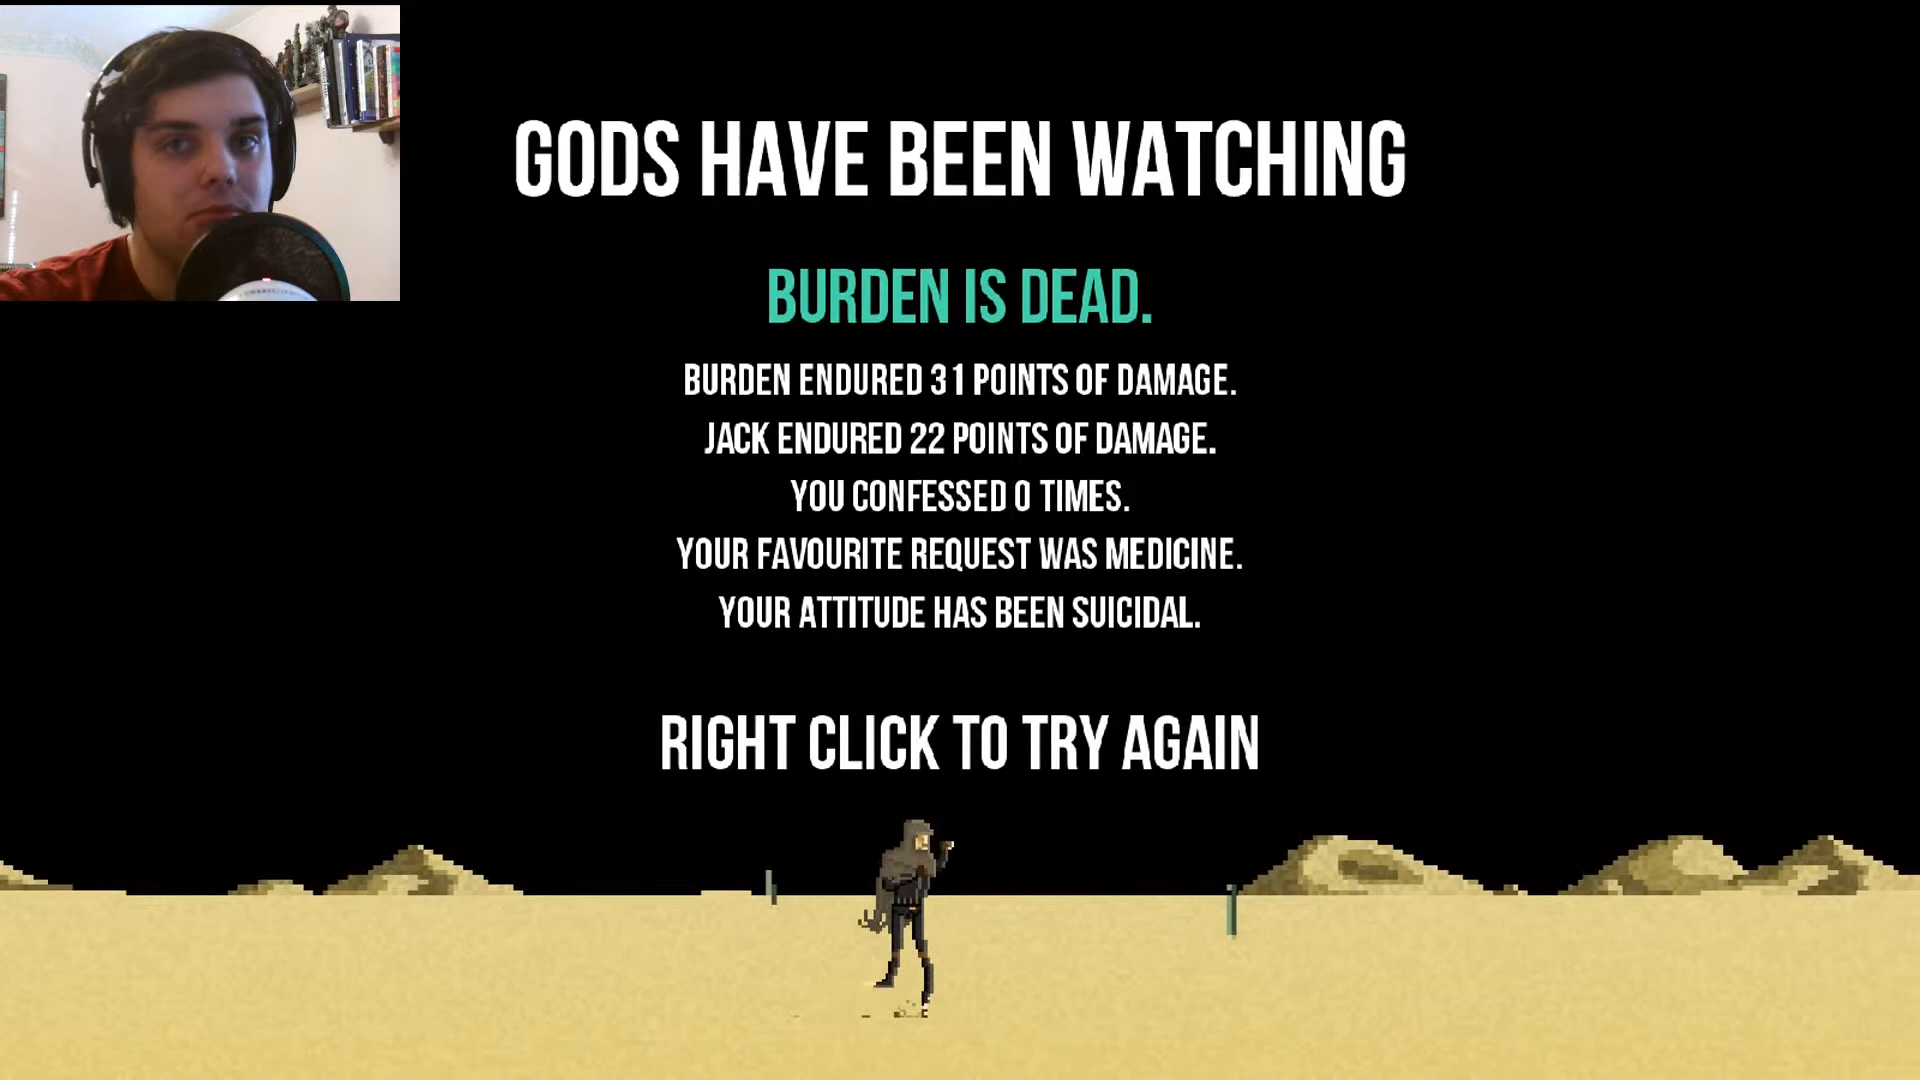 GODS HAVE BEEN WATCHING
BURDEN IS DEAD.
BURDEN ENDURED 31 POINTS OF DAMAGE.
JACK ENDURED 22 POINTS OF DAMAGE.
YOU CONFESSED 0 TIMES.
YOUR FAVOURITE REQUEST WAS MEDICINE.
YOUR ATTITUDE HAS BEEN SUICIDAL.
RIGHT CLICK TO TRY AGAIN